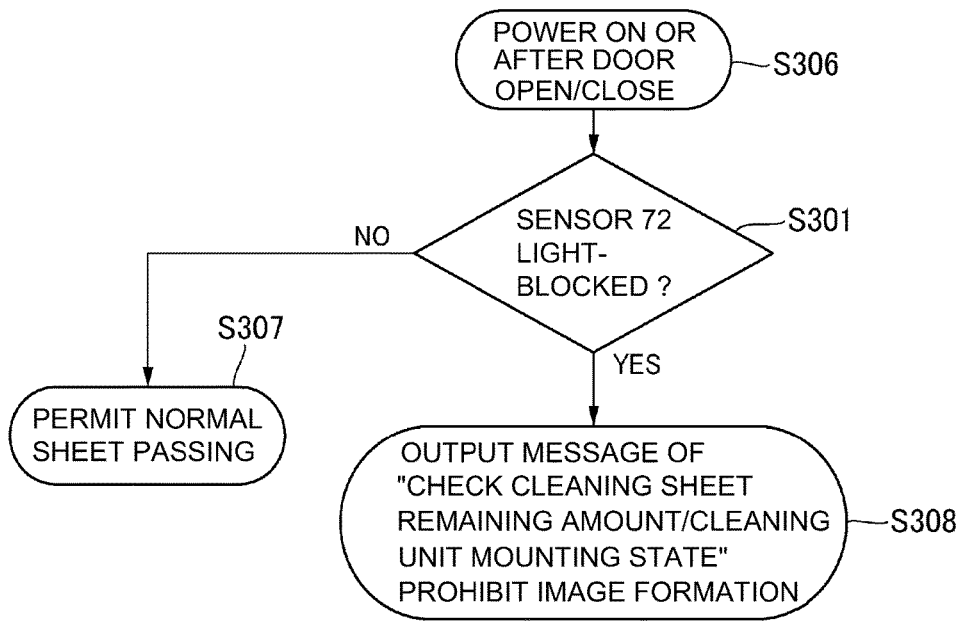 POWER ON OR
AFTER DOOR
OPEN/CLOSE
S306
SENSOR 72
LIGHT-
BLOCKED ?
S301
NO
YES
S307
PERMIT NORMAL
SHEET PASSING
OUTPUT MESSAGE OF
"CHECK CLEANING SHEET
REMAINING AMOUNT/CLEANING
UNIT MOUNTING STATE"
PROHIBIT IMAGE FORMATION
S308